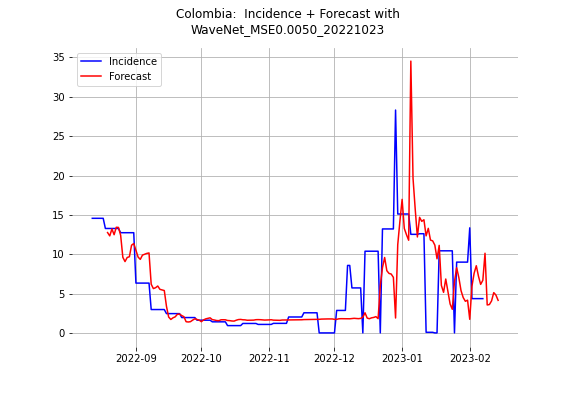 Colombia:  Incidence + Forecast with
WaveNet_MSE0.0050_20221023
Incidence
Forecast
35
30
25
20
15
10
5
0
2022-09 2022-10 2022-11 2022-12 2023-01 2023-02